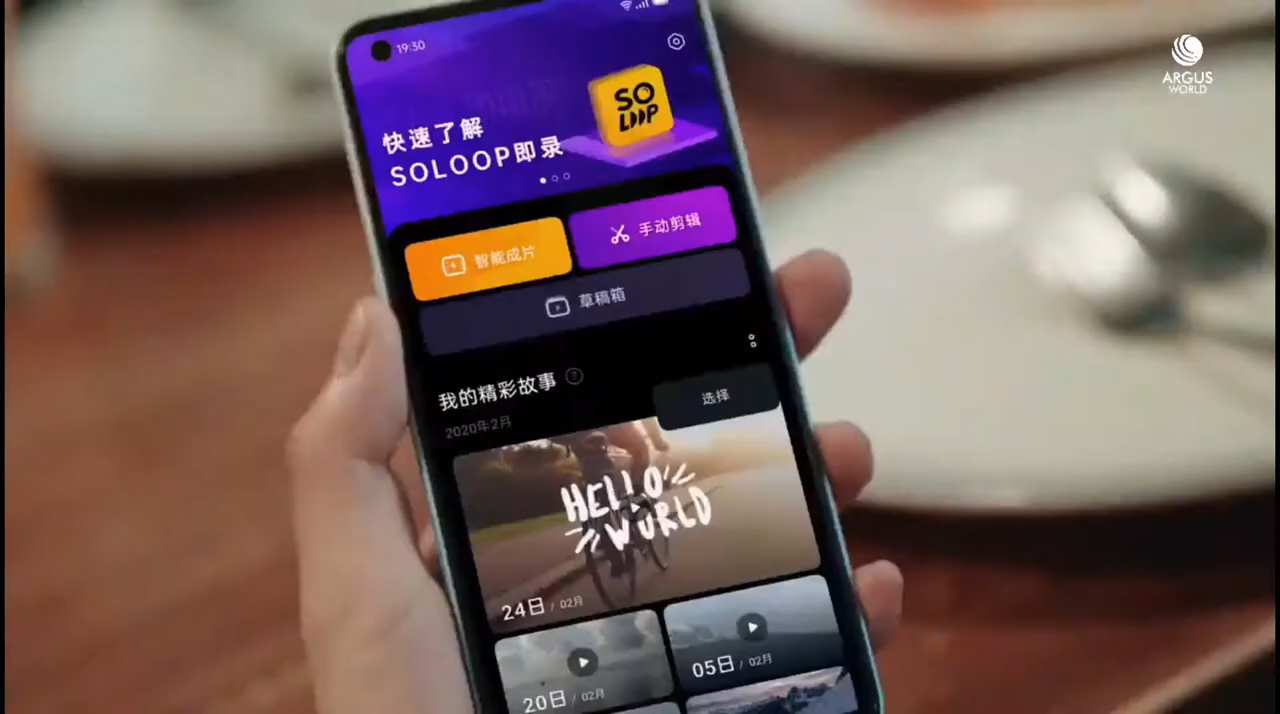 ARGUS
WORLD
19:30
快速了解
SOLOOP即录
SO
LOOP
智能成片
手动剪辑
草稿箱
我的精彩故事
2020年2月
选择
HELLO
WORLD
24日 / 02月
20日 / 02月
05日 / 02月